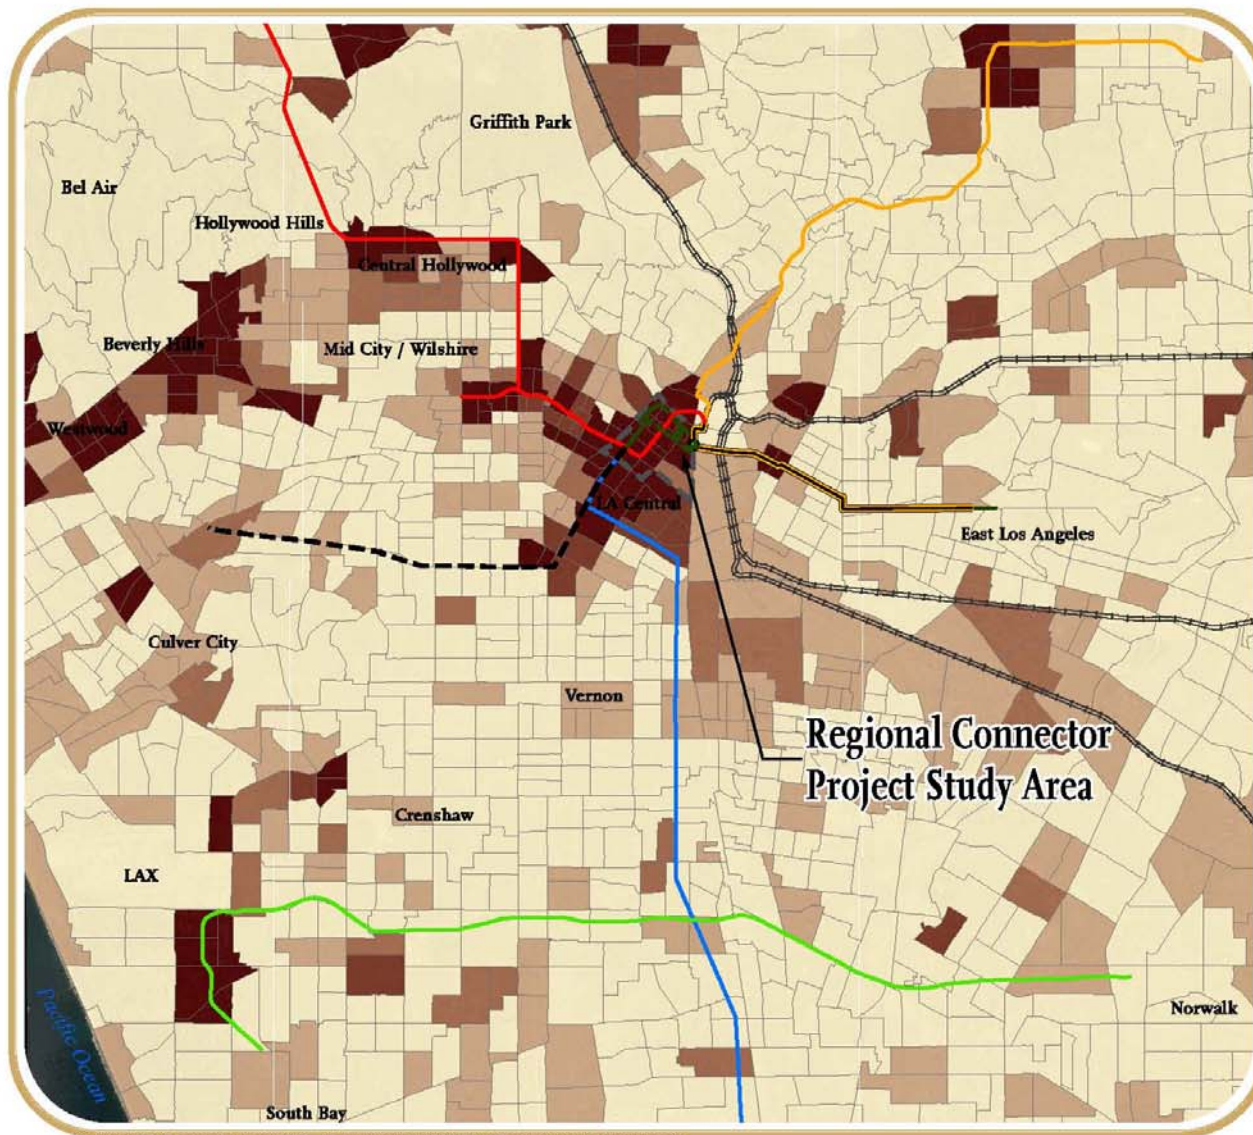 Griffith Park
Bel Air
Hollywood Hills
Central Hollywood
Beverly Hills
Mid City / Wilshire
Westwood
LA Central
East Los Angeles
Culver City
Vernon
Regional Connector
Project Study Area
Crenshaw
LAX
Pacific Ocean
Norwalk
South Bay